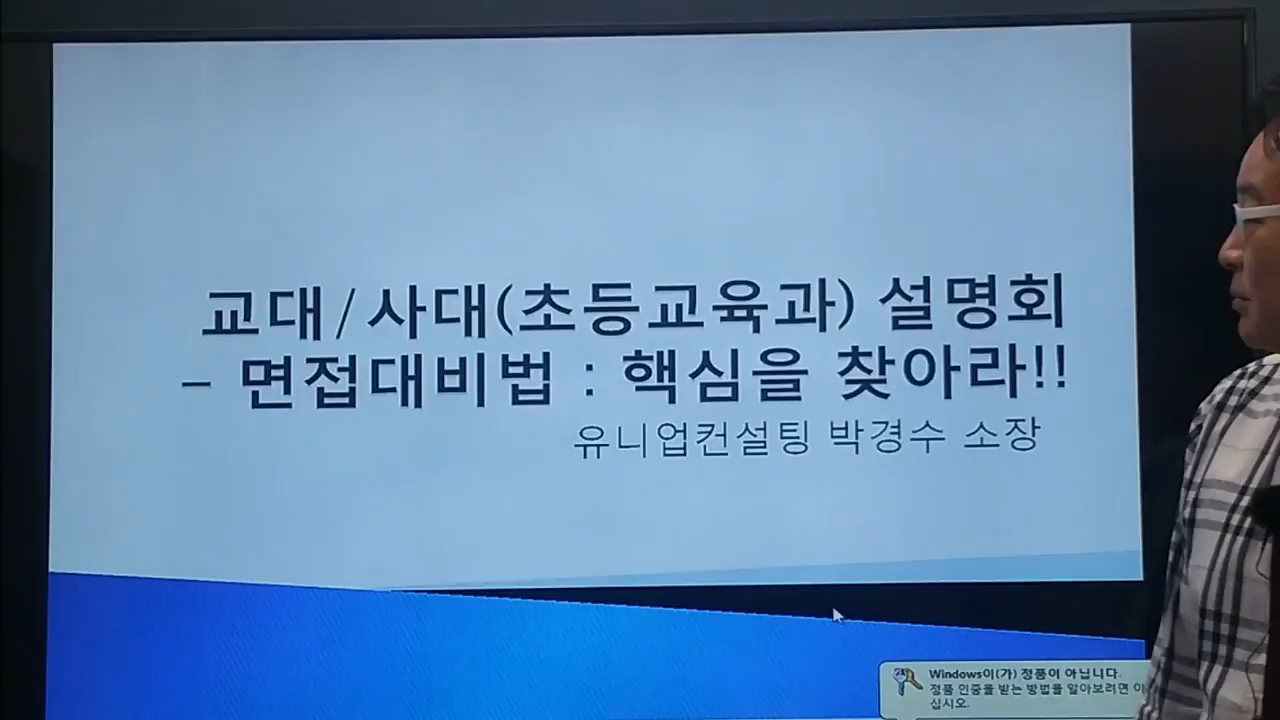 교대/사대(초등교육과) 설명회
- 면접대비법 : 핵심을 찾아라!!
유니업컨설팅 박경수 소장
Windows이(가) 정품이 아닙니다.
정품 인증을 받는 방법을 알아보려면
십시오.